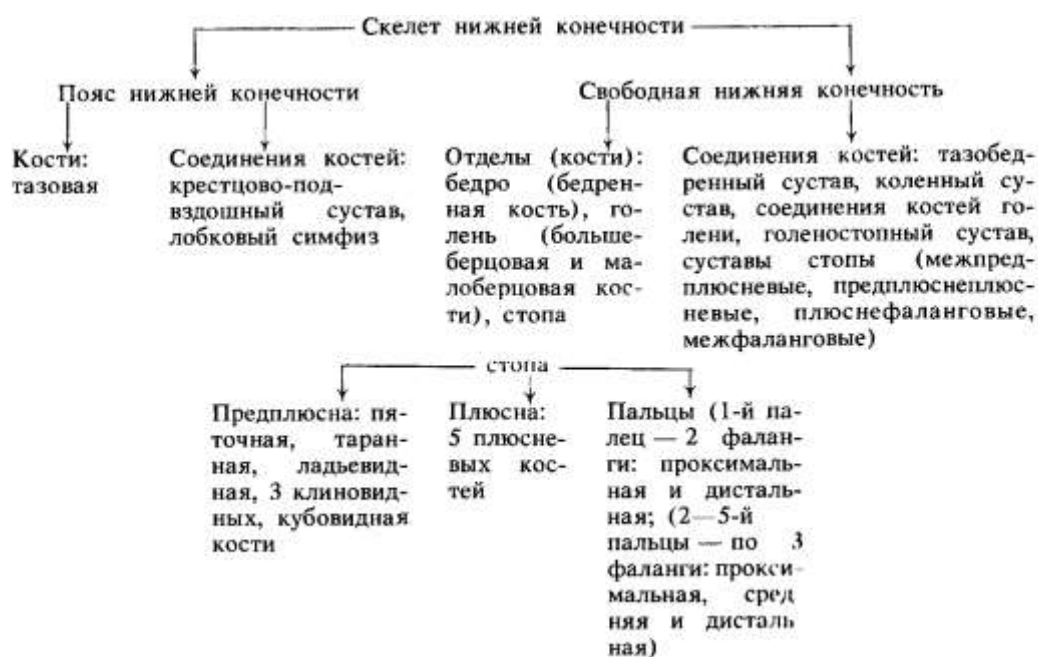 Скелет нижней конечности
Пояс нижней конечности
Свободная нижняя конечность
Кости:
тазовая
Соединения костей:
крестцово-под-
вздошный сустав,
лобковый симфиз
Отделы (кости):
бедро (бедрен-
ная кость), го-
лень (больше-
берцовая и ма-
лоберцовая кос-
ти), стопа
Соединения костей: тазобед-
ренный сустав, коленный су-
став, соединения костей го-
лени, голеностопный сустав,
суставы стопы (межпред-
плюсневые, предплюснеплюс-
невые, плюснефаланговые,
межфаланговые)
стопа
Предплюсна: пя-
точная, таран-
ная, ладьевид-
ная, 3 клиновид-
ных, кубовидная
кости
Плюсна:
5 плюсне-
вых кос-
тей
Пальцы (1-й па-
лец — 2 фалан-
ги: проксималь-
ная и дисталь-
ная; (2—5-й
пальцы — по 3
фаланги: прокси-
мальная, сред
няя и дисталь
ная)